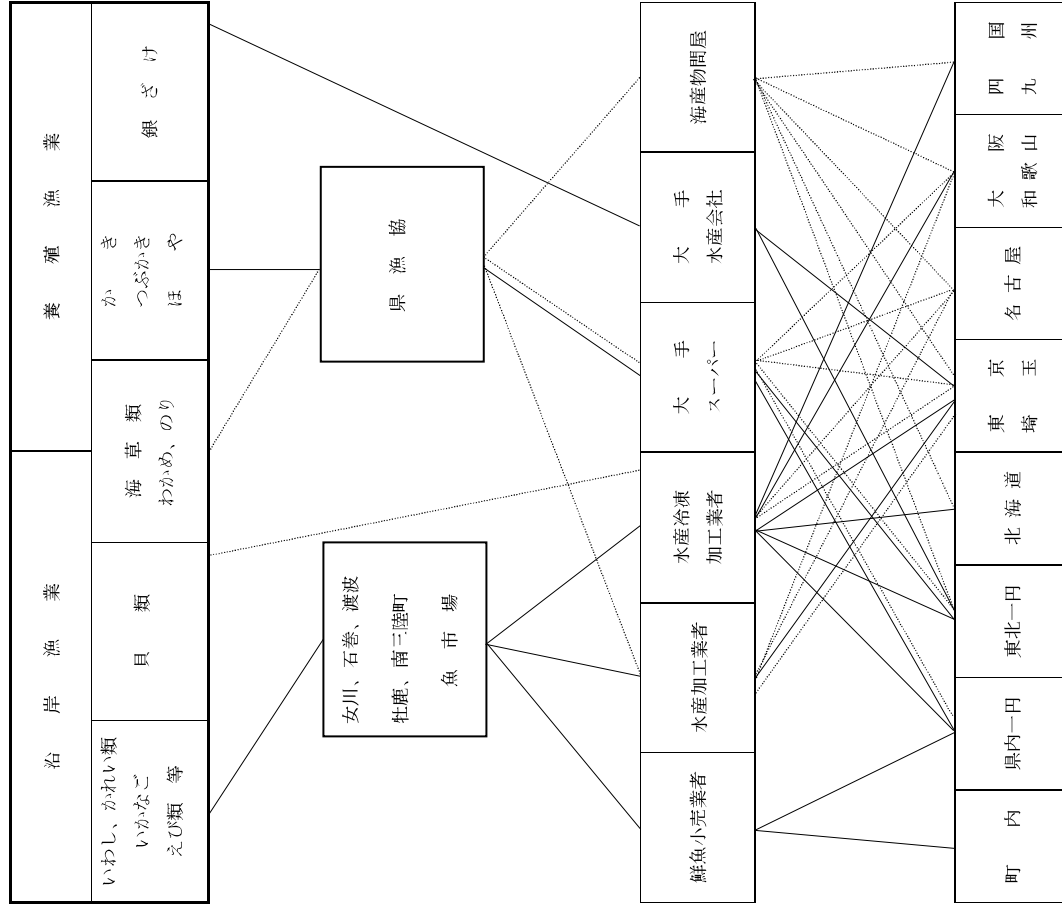 養殖漁業
沿岸漁業
銀ざけ
かき
つぶかき
ほや
海草類
わかめ、のり
貝類
いわし、かれい類
いかなご
えび類 等
県漁協
女川、石巻、渡波
牡鹿、南三陸町
魚市場
海産物問屋
大手
水産会社
大手
スーパー
水産冷凍
加工業者
水産加工業者
鮮魚小売業者
四国
九州
大阪
和歌山
名古屋
東京
埼玉
北海道
東北一円
県内一円
町内